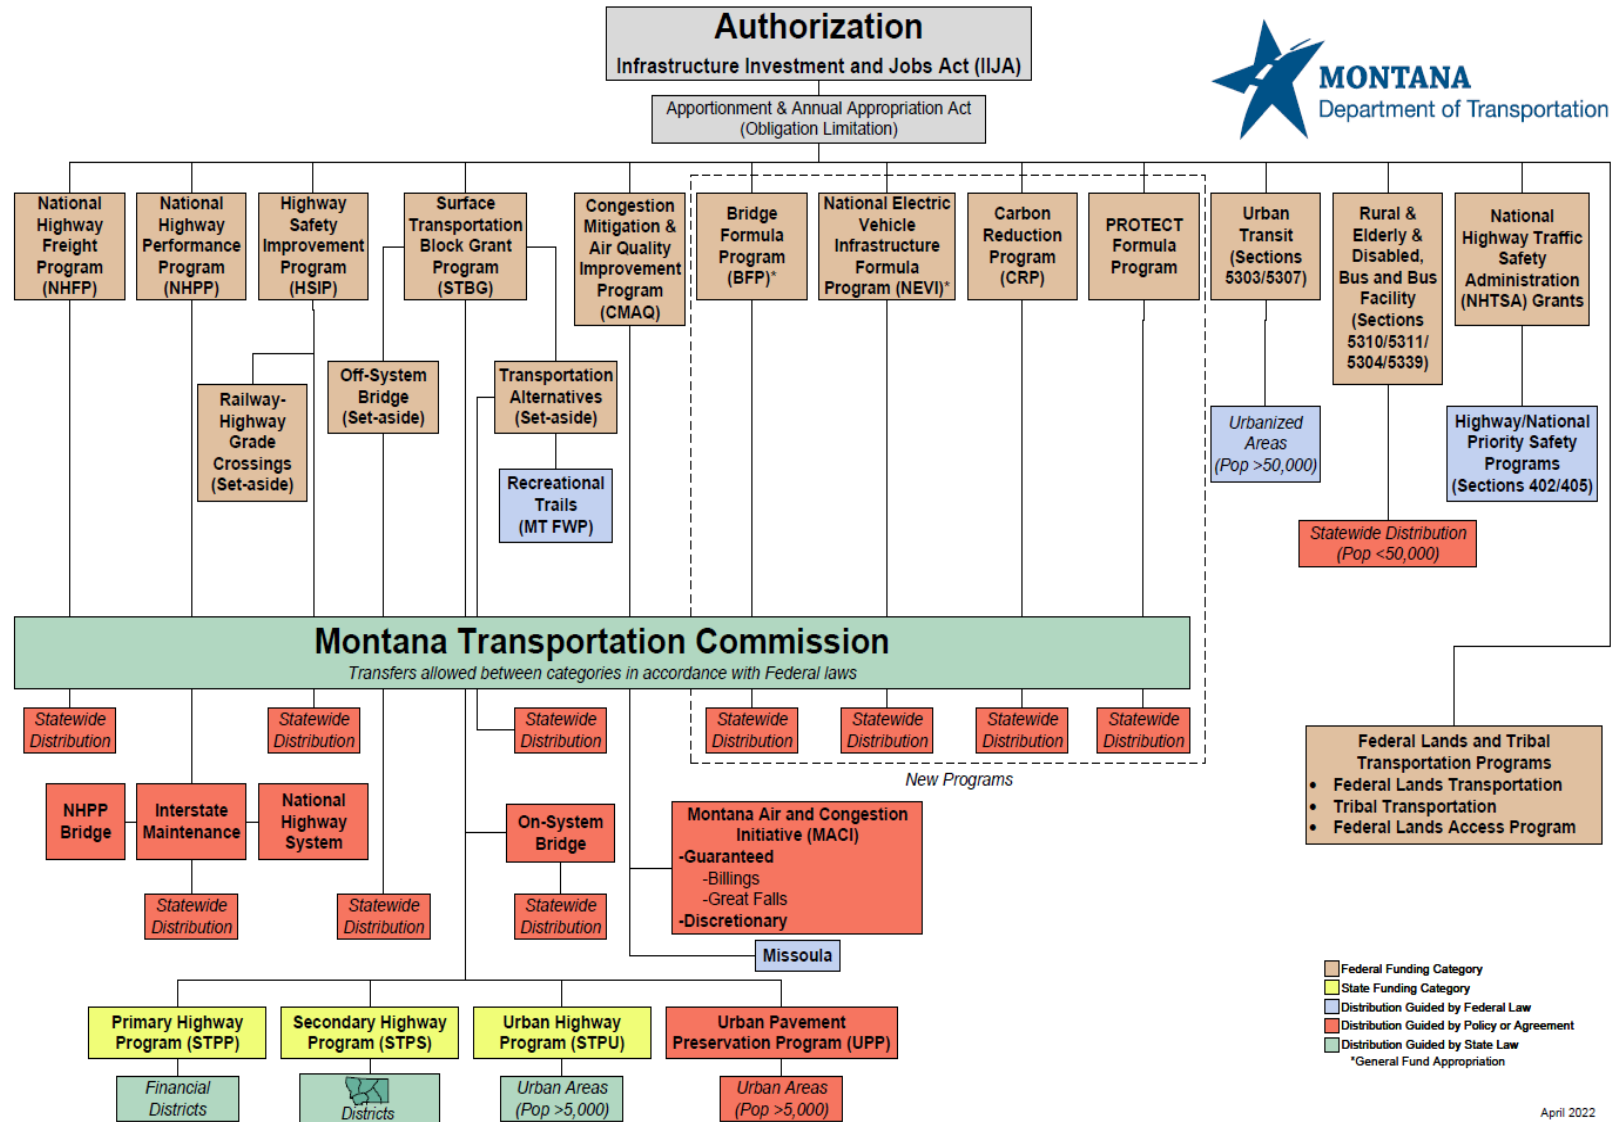 Authorization
Infrastructure Investment and Jobs Act (IIJA)
MONTANA
Department of Transportation
Apportionment & Annual Appropriation Act
(Obligation Limitation)
National
Highway
Freight
Program
(NHFP)
National
Highway
Performance
Program
(NHPP)
Highway
Safety
Improvement
Program
(HSIP)
Surface
Transportation
Block Grant
Program
(STBG)
Congestion
Mitigation &
Air Quality
Improvement
Program
(CMAQ)
Bridge
Formula
Program
(BFP)*
National Electric
Vehicle
Infrastructure
Formula
Program (NEVI)*
Carbon
Reduction
Program
(CRP)
PROTECT
Formula
Program
Urban
Transit
(Sections
5303/5307)
Rural &
Elderly &
Disabled,
Bus and Bus
Facility
(Sections
5310/5311/
5304/5339)
National
Highway Traffic
Safety
Administration
(NHTSA) Grants
Railway-
Highway
Grade
Crossings
(Set-aside)
Off-System
Bridge
(Set-aside)
Transportation
Alternatives
(Set-aside)
Recreational
Trails
(MT FWP)
Urbanized
Areas
(Pop >50,000)
Highway/National
Priority Safety
Programs
(Sections 402/405)
Statewide Distribution
(Pop <50,000)
Montana Transportation Commission
Transfers allowed between categories in accordance with Federal laws
Statewide
Distribution
Statewide
Distribution
Statewide
Distribution
Statewide
Distribution
Statewide
Distribution
Statewide
Distribution
Statewide
Distribution
New Programs
Federal Lands and Tribal
Transportation Programs
• Federal Lands Transportation
• Tribal Transportation
• Federal Lands Access Program
NHPP
Bridge
Interstate
Maintenance
National
Highway
System
On-System
Bridge
Montana Air and Congestion
Initiative (MACI)
-Guaranteed
-Billings
-Great Falls
-Discretionary
Statewide
Distribution
Statewide
Distribution
Statewide
Distribution
Missoula
Primary Highway
Program (STPP)
Secondary Highway
Program (STPS)
Urban Highway
Program (STPU)
Urban Pavement
Preservation Program (UPP)
Financial
Districts
Districts
Urban Areas
(Pop >5,000)
Urban Areas
(Pop >5,000)
Federal Funding Category
State Funding Category
Distribution Guided by Federal Law
Distribution Guided by Policy or Agreement
Distribution Guided by State Law
*General Fund Appropriation
April 2022